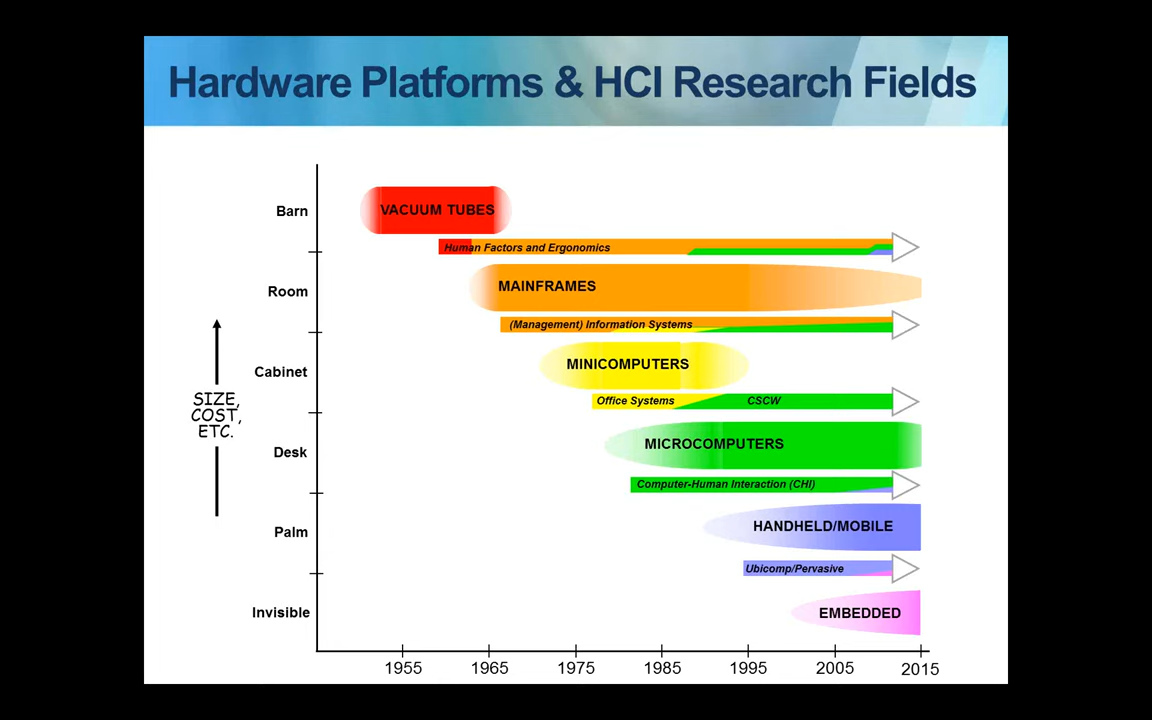 Hardware Platforms & HCI Research Fields
Barn
VACUUM TUBES
Human Factors and Ergonomics
Room
MAINFRAMES
(Management) Information Systems
Cabinet
MINICOMPUTERS
Office Systems
CSCW
SIZE,
COST,
ETC.
Desk
MICROCOMPUTERS
Computer-Human Interaction (CHI)
Palm
HANDHELD/MOBILE
Ubicomp/Pervasive
Invisible
EMBEDDED
1955 1965 1975 1985 1995 2005 2015